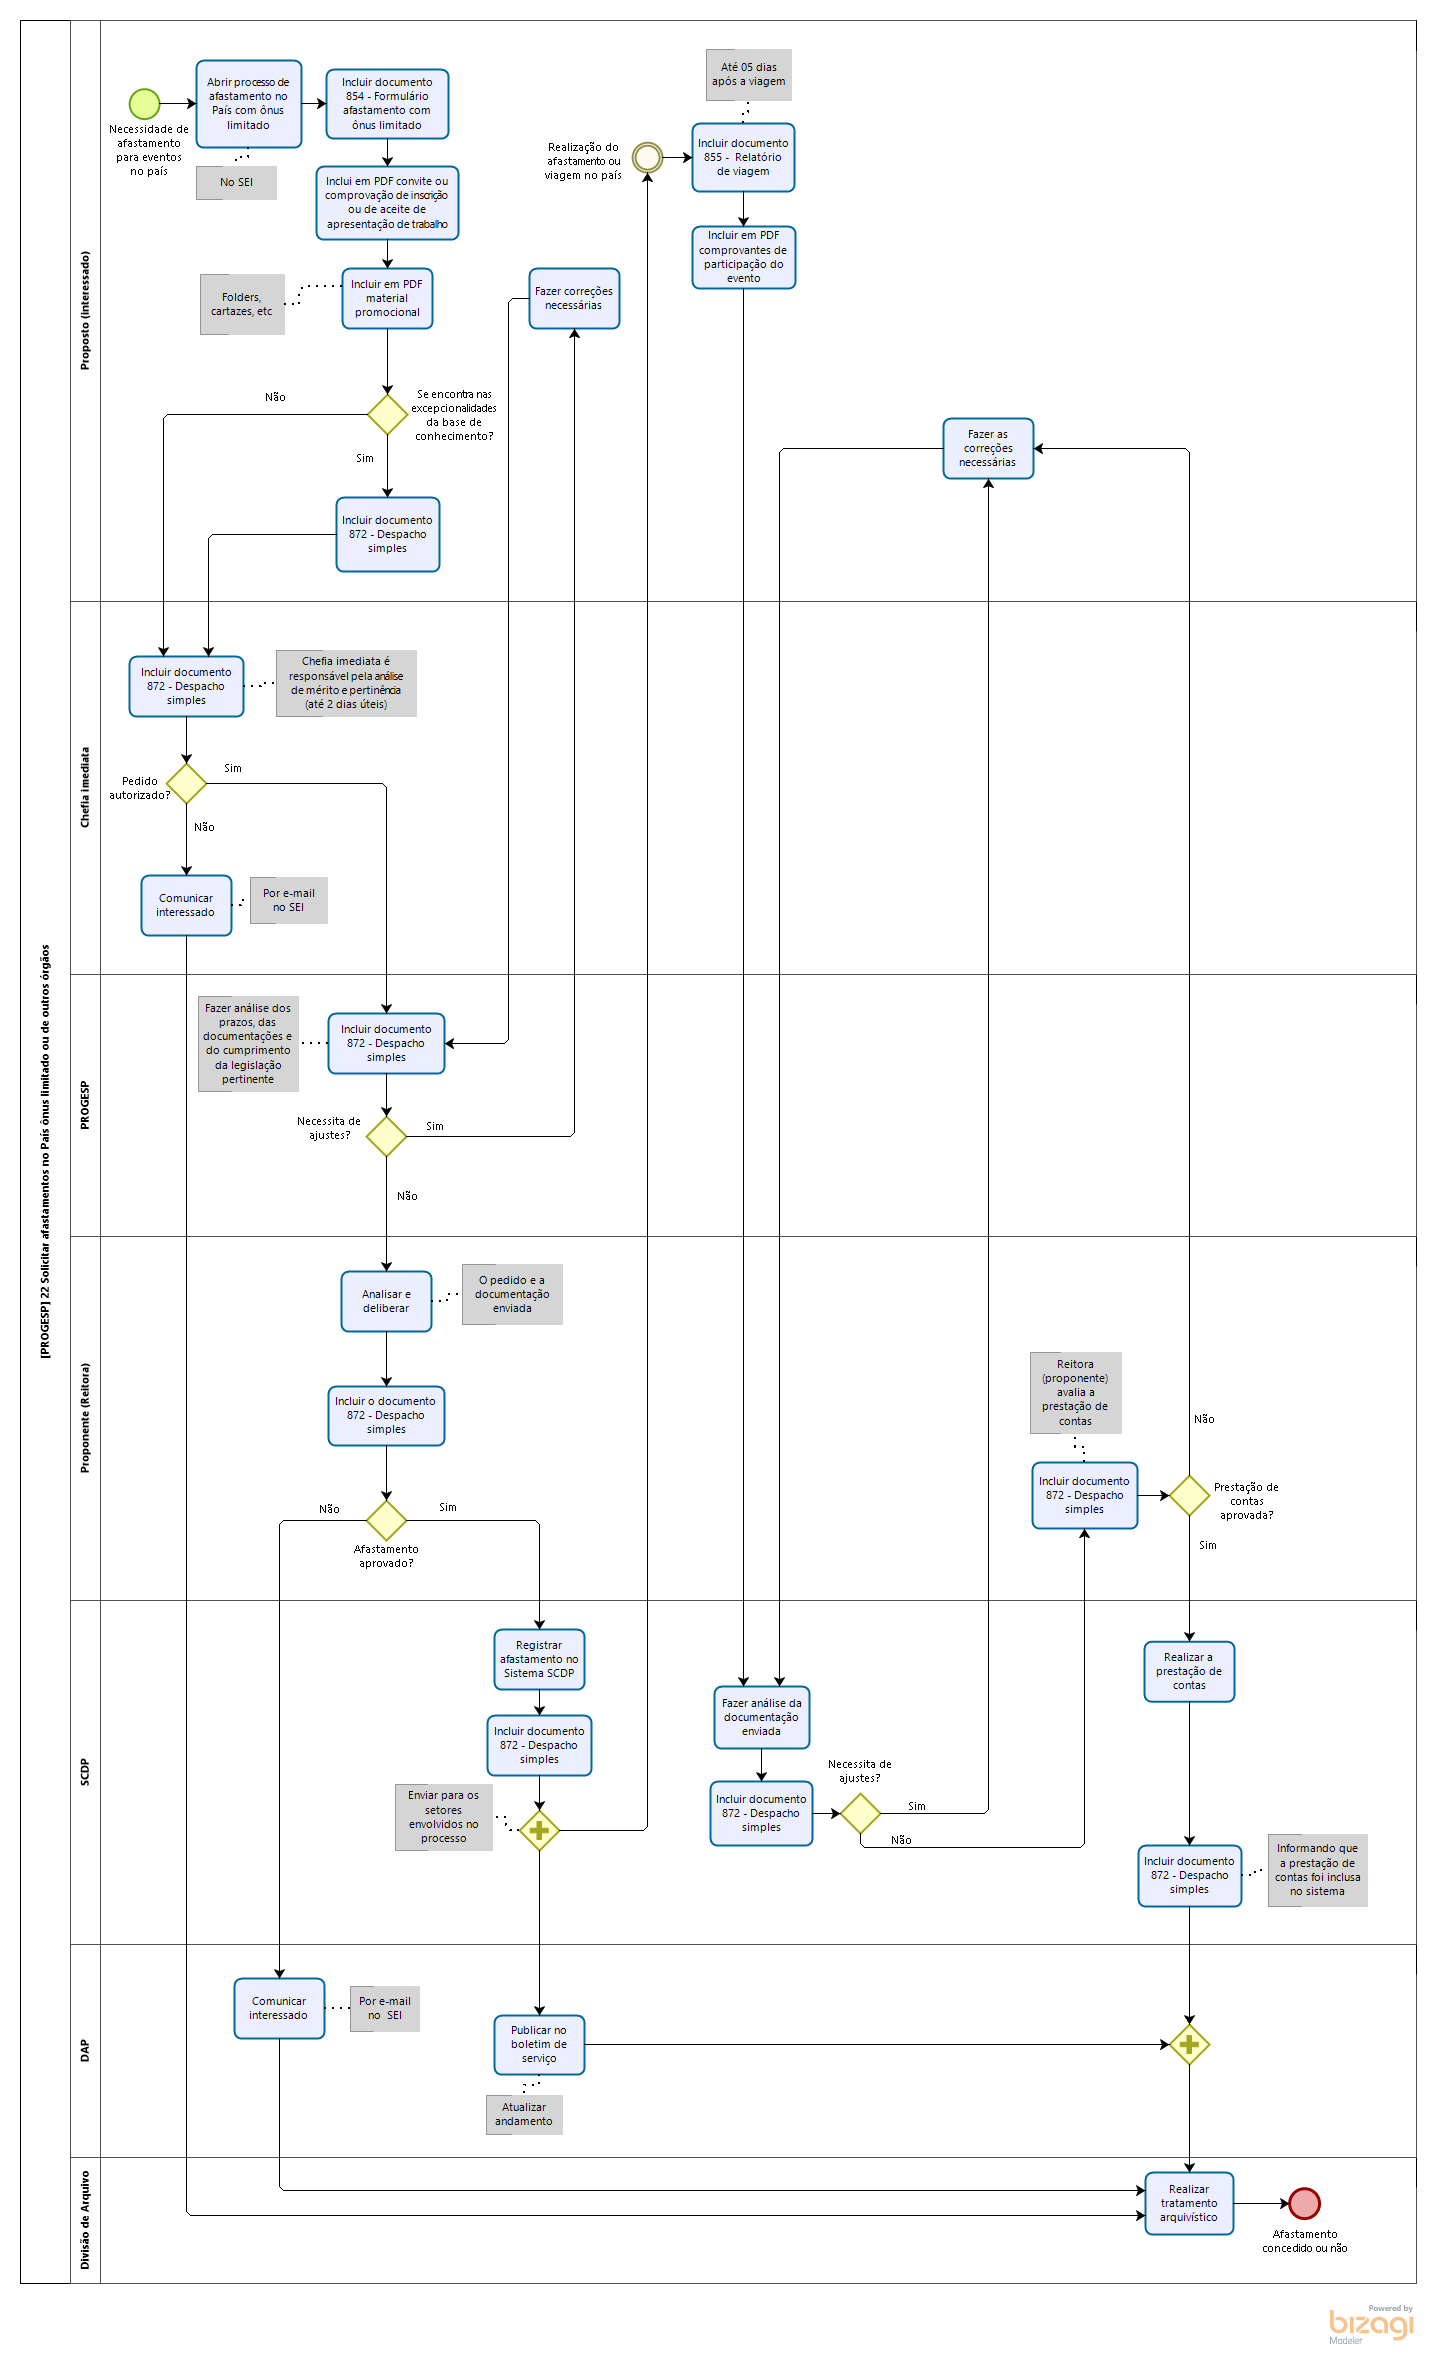 [PROGESP] 22 Solicitar afastamentos no País ônus limitado ou de outros órgãos
Proposto (interessado)
Necessidade de
afastamento
para eventos
no país
Abrir processo de
afastamento no
País com ônus
limitado
No SEI
Incluir documento
854 - Formulário
afastamento com
ônus limitado
Inclui em PDF convite ou
comprovação de inscrição
ou de aceite de
apresentação de trabalho
Incluir em PDF
material
promocional
Folders,
cartazes, etc
Se encontra nas
excepcionalidades
da base de
conhecimento?
Não
Sim
Incluir documento
872 - Despacho
simples
Fazer correções
necessárias
Realização do
afastamento ou
viagem no país
Até 05 dias
após a viagem
Incluir documento
855 - Relatório
de viagem
Incluir em PDF
comprovantes de
participação do
evento
Fazer as
correções
necessárias
Chefia imediata
Incluir documento
872 - Despacho
simples
Chefia imediata é
responsável pela análise
de mérito e pertinência
(até 2 dias úteis)
Pedido
autorizado?
Sim
Não
Comunicar
interessado
Por e-mail
no SEI
PROGESP
Fazer análise dos
prazos, das
documentações e
do cumprimento
da legislação
pertinente
Incluir documento
872 - Despacho
simples
Necessita de
ajustes?
Sim
Não
Proponente (Reitora)
Analisar e
deliberar
O pedido e a
documentação
enviada
Incluir o documento
872 - Despacho
simples
Não
Sim
Afastamento
aprovado?
Reitora
(proponente)
avalia a
prestação de
contas
Incluir documento
872 - Despacho
simples
Não
Prestação de
contas
aprovada?
Sim
SCDP
Registrar
afastamento no
Sistema SCDP
Incluir documento
872 - Despacho
simples
Enviar para os
setores
envolvidos no
processo
Fazer análise da
documentação
enviada
Incluir documento
872 - Despacho
simples
Necessita de
ajustes?
Sim
Não
Realizar a
prestação de
contas
Incluir documento
872 - Despacho
simples
Informando que
a prestação de
contas foi inclusa
no sistema
DAP
Comunicar
interessado
Por e-mail
no SEI
Publicar no
boletim de
serviço
Atualizar
andamento
Divisão de Arquivo
Realizar
tratamento
arquivístico
Afastamento
concedido ou não
Powered by
bizagi
Modeler